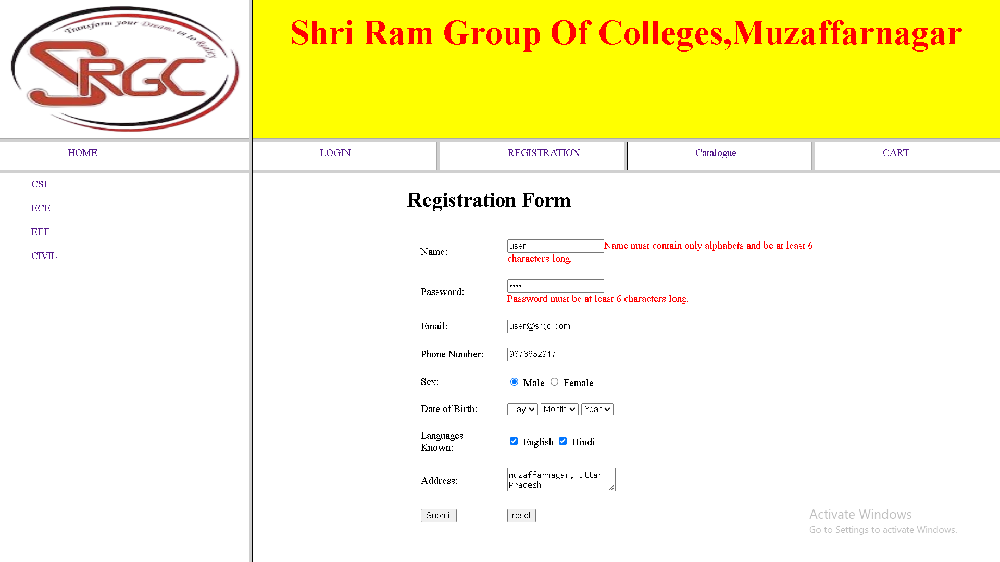 Transform your Dreams in to Reality
SRGC
Shri Ram Group Of Colleges,Muzaffarnagar
HOME
LOGIN
REGISTRATION
Catalogue
CART
CSE
ECE
EEE
CIVIL
Registration Form
Name:
user
Name must contain only alphabets and be at least 6
characters long.
Password:
••••
Password must be at least 6 characters long.
Email:
user@srgc.com
Phone Number:
9878632947
Sex:
Male Female
Date of Birth:
Day Month Year
Languages
Known:
English Hindi
Address:
muzaffarnagar, Uttar
Pradesh
Submit
reset
Activate Windows
Go to Settings to activate Windows.